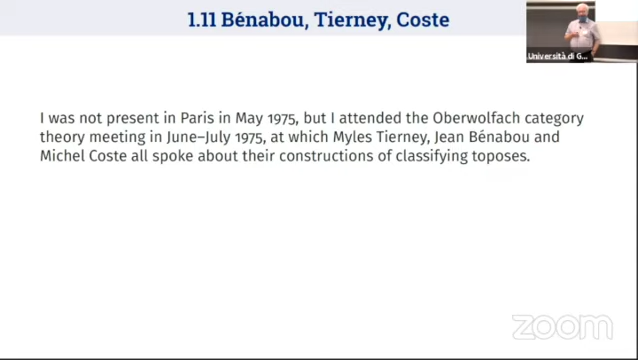 1.11 Bénabou, Tierney, Coste
Università di G...
I was not present in Paris in May 1975, but I attended the Oberwolfach category
theory meeting in June–July 1975, at which Myles Tierney, Jean Bénabou and
Michel Coste all spoke about their constructions of classifying toposes.
zoom